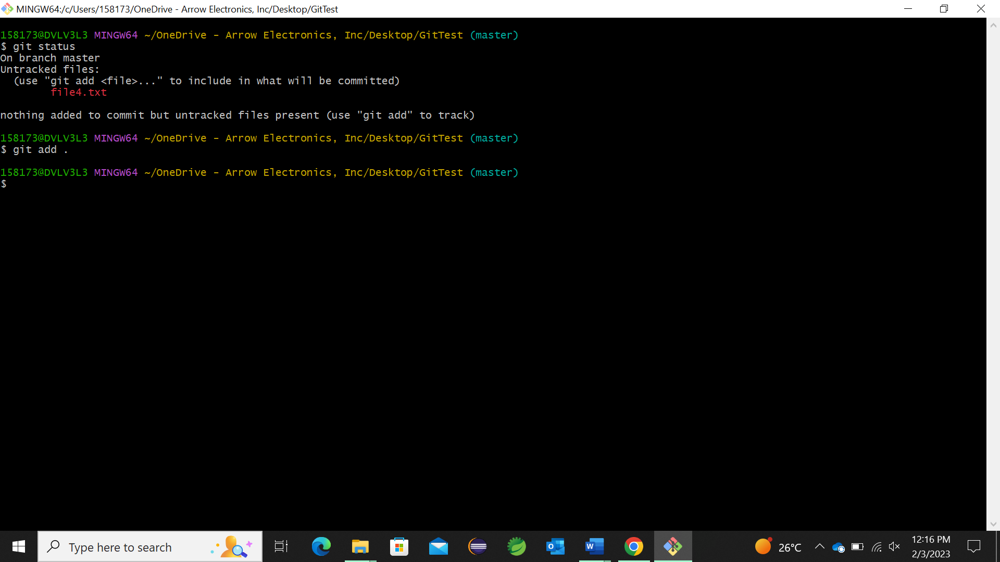 MINGW64:/c/Users/158173/OneDrive - Arrow Electronics, Inc/Desktop/GitTest
158173@DVLV3L3 MINGW64 ~/OneDrive - Arrow Electronics, Inc/Desktop/GitTest (master)
$ git status
On branch master
Untracked files:
  (use "git add <file>..." to include in what will be committed)
        file4.txt
nothing added to commit but untracked files present (use "git add" to track)
158173@DVLV3L3 MINGW64 ~/OneDrive - Arrow Electronics, Inc/Desktop/GitTest (master)
$ git add .
158173@DVLV3L3 MINGW64 ~/OneDrive - Arrow Electronics, Inc/Desktop/GitTest (master)
$
Type here to search
26°C
12:16 PM
2/3/2023